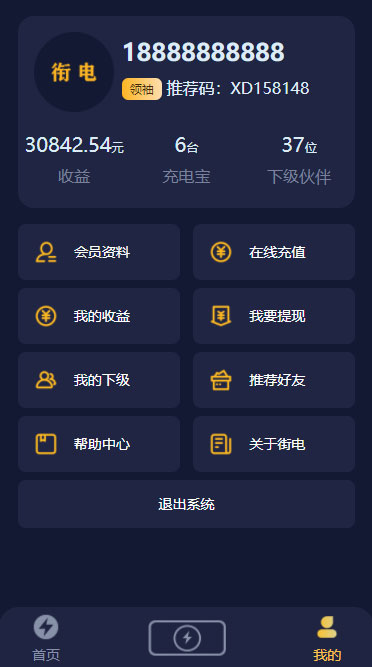 街电
18888888888
领袖 推荐码：XD158148
30842.54元 6台 37位
收益 充电宝 下级伙伴
会员资料 在线充值
我的收益 我要提现
我的下级 推荐好友
帮助中心 关于街电
退出系统
首页 我的